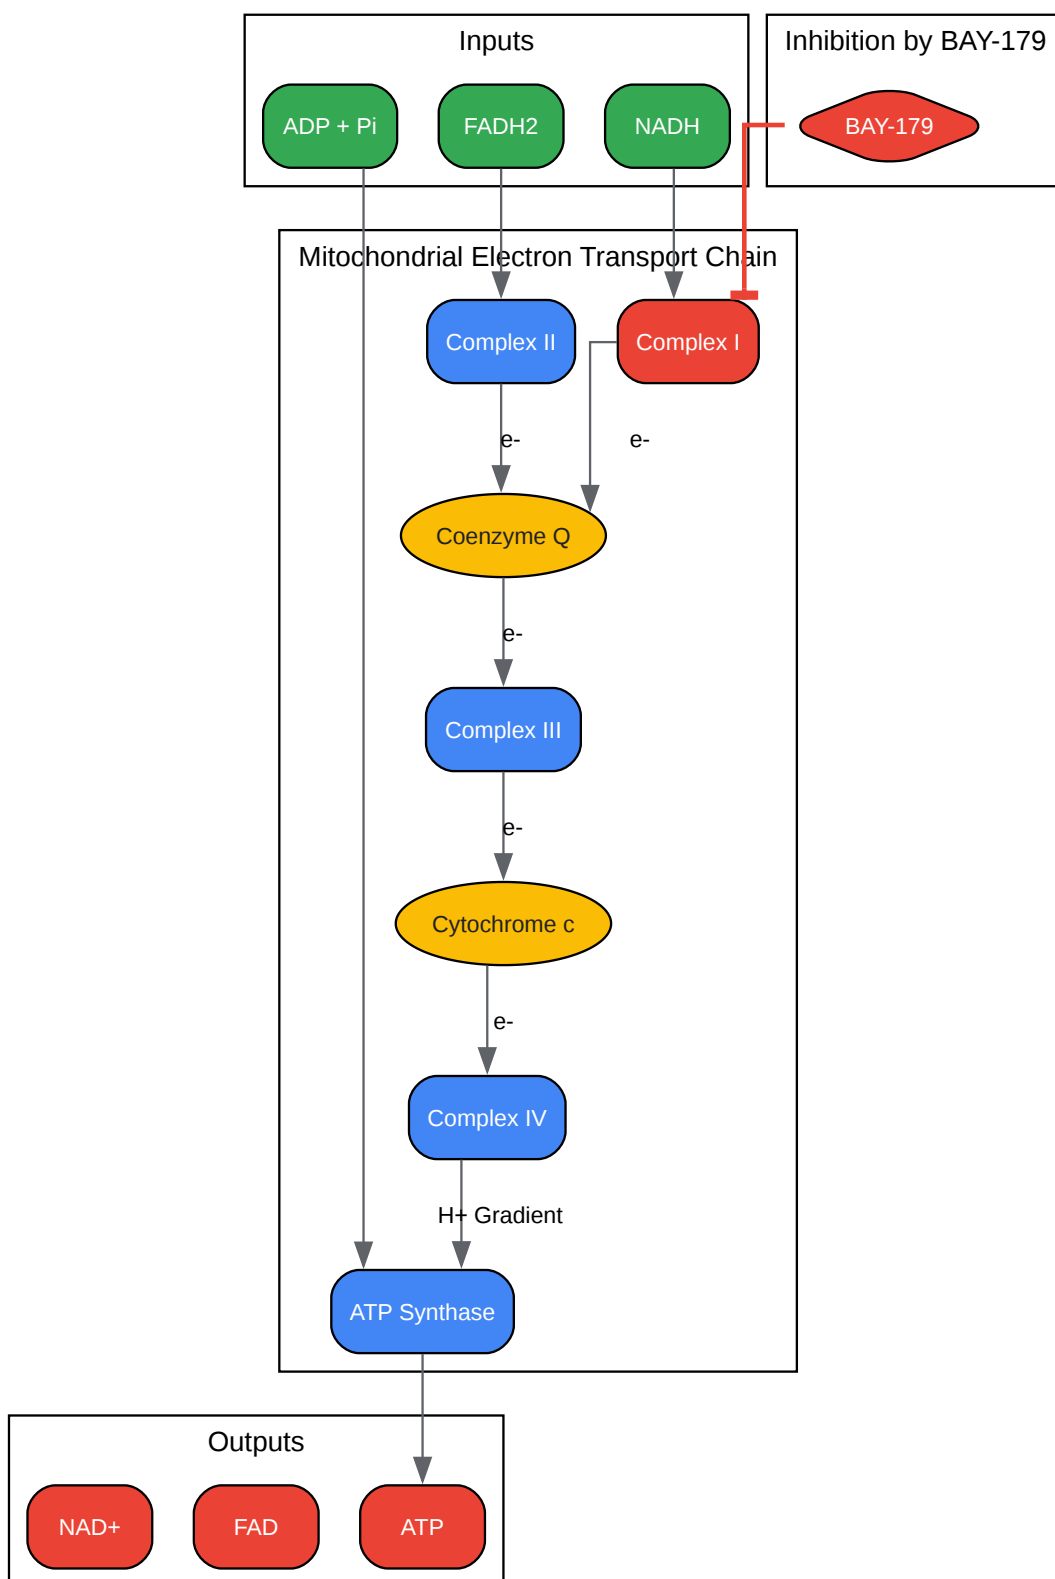 Inputs
Inhibition by BAY-179
ADP + Pi
FADH2
NADH
BAY-179
Mitochondrial Electron Transport Chain
Complex II
Complex I
e-
e-
Coenzyme Q
e-
Complex III
e-
Cytochrome c
e-
Complex IV
H+ Gradient
ATP Synthase
Outputs
NAD+
FAD
ATP